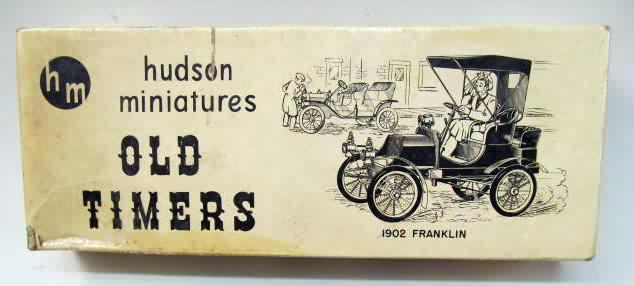 hm
hudson
miniatures
OLD
TIMERS
1902 FRANKLIN